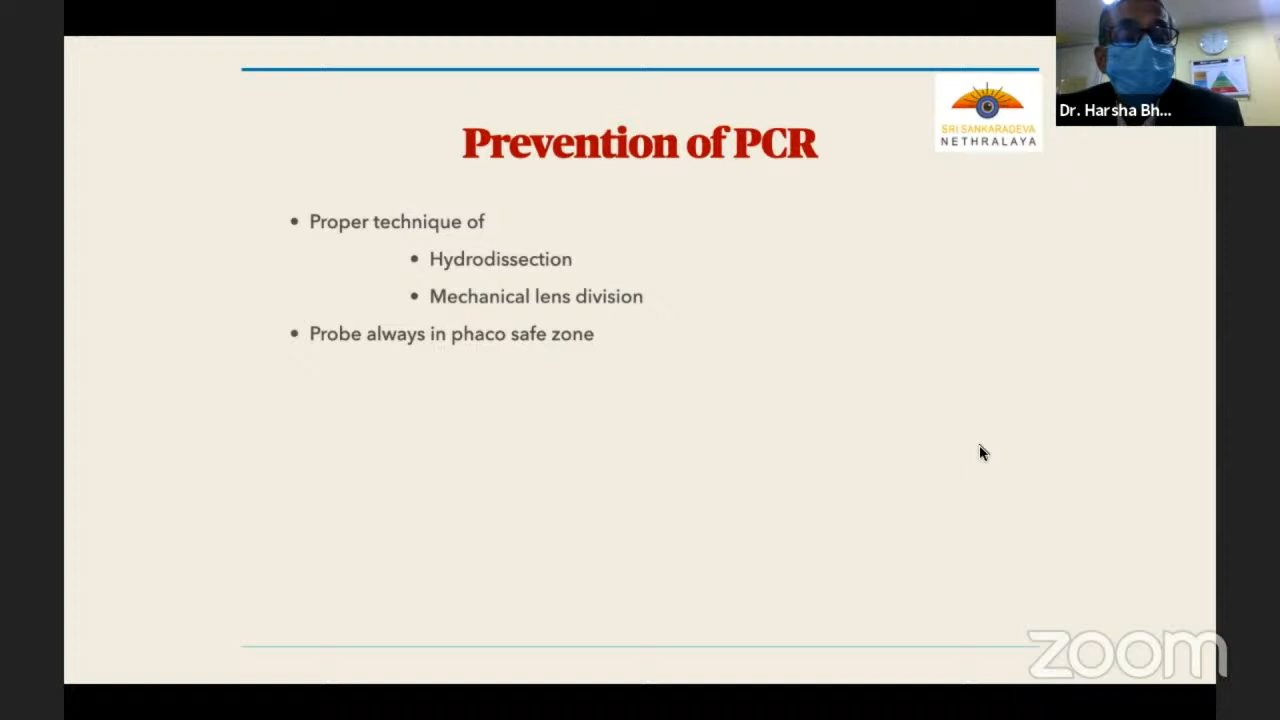 Prevention of PCR
SRI SANKARADEVA
NETHRALAYA
Dr. Harsha Bh...
• Proper technique of
• Hydrodissection
• Mechanical lens division
• Probe always in phaco safe zone
zoom